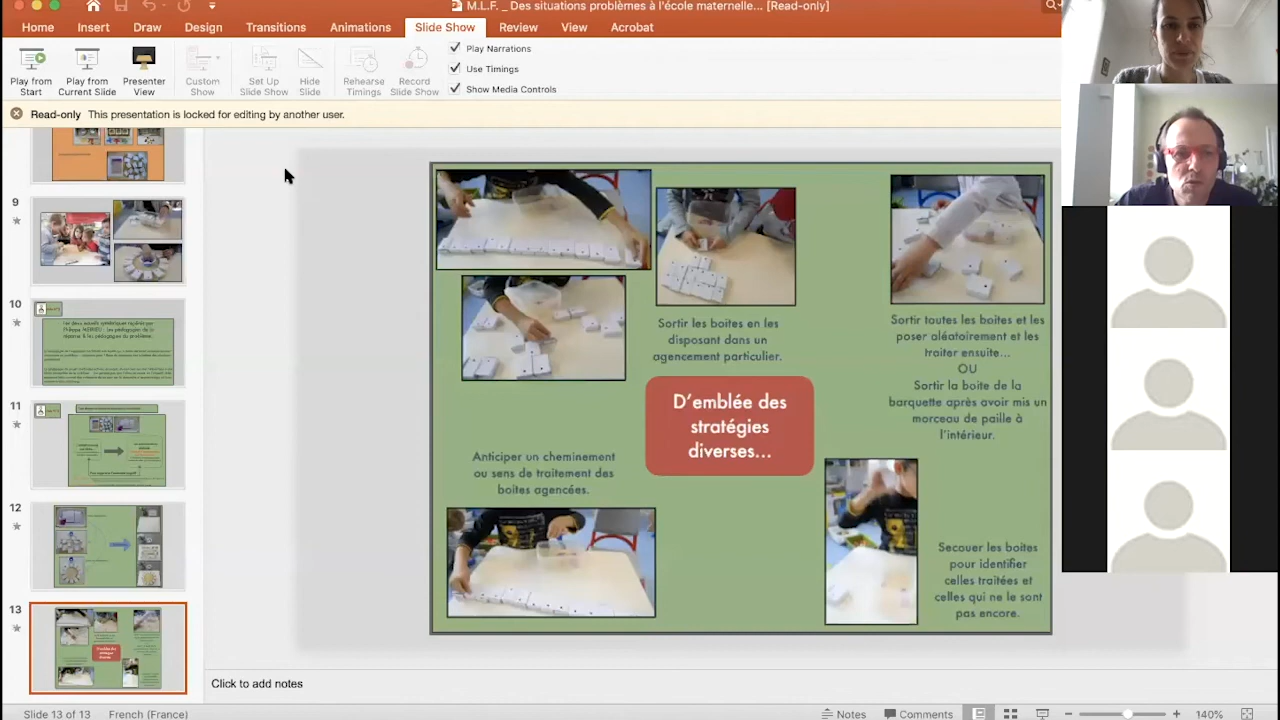 M.L.F. _ Des situations problèmes à l'école maternelle... [Read-only]
Home Insert Draw Design Transitions Animations Slide Show Review View Acrobat
Play from Start
Play from Current Slide
Presenter View
Custom Show
Set Up Slide Show
Hide Slide
Rehearse Timings
Record Slide Show
Play Narrations
Use Timings
Show Media Controls
Read-only This presentation is locked for editing by another user.
9
10
11
12
13
Sortir les boites en les
disposant dans un
agencement particulier.
Sortir toutes les boites et les
poser aléatoirement et les
traiter ensuite...
OU
Sortir la boite de la
barquette après avoir mis un
morceau de paille à
l'intérieur.
D'emblée des
stratégies
diverses...
Anticiper un cheminement
ou sens de traitement des
boites agencées.
Secouer les boites
pour identifier
celles traitées et
celles qui ne le sont
pas encore.
Click to add notes
Slide 13 of 13 French (France) Notes Comments 140%